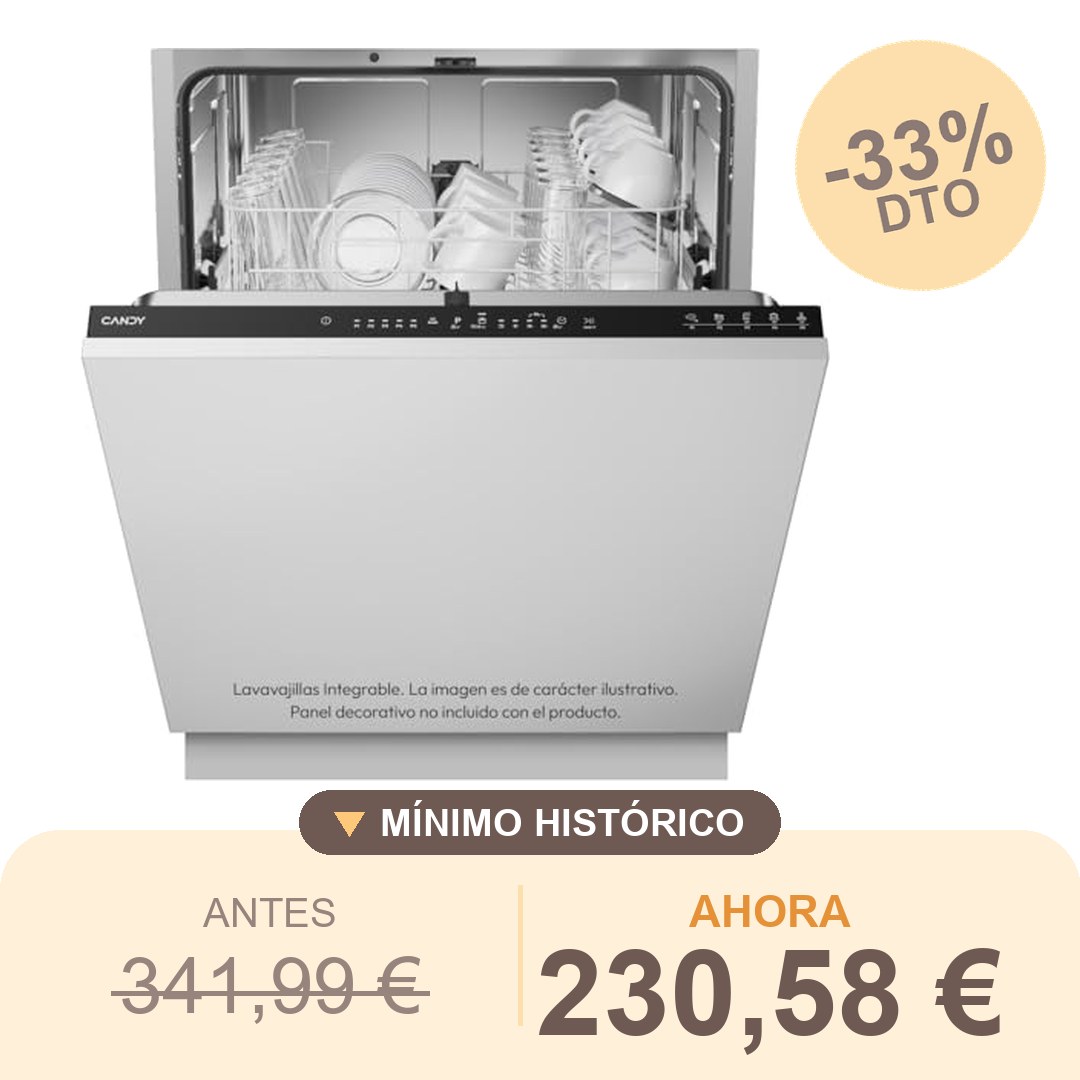 -33%
DTO
CANDY
Lavavajillas Integrable. La imagen es de carácter ilustrativo.
Panel decorativo no incluido con el producto.
MÍNIMO HISTÓRICO
ANTES
341,99 €
AHORA
230,58 €